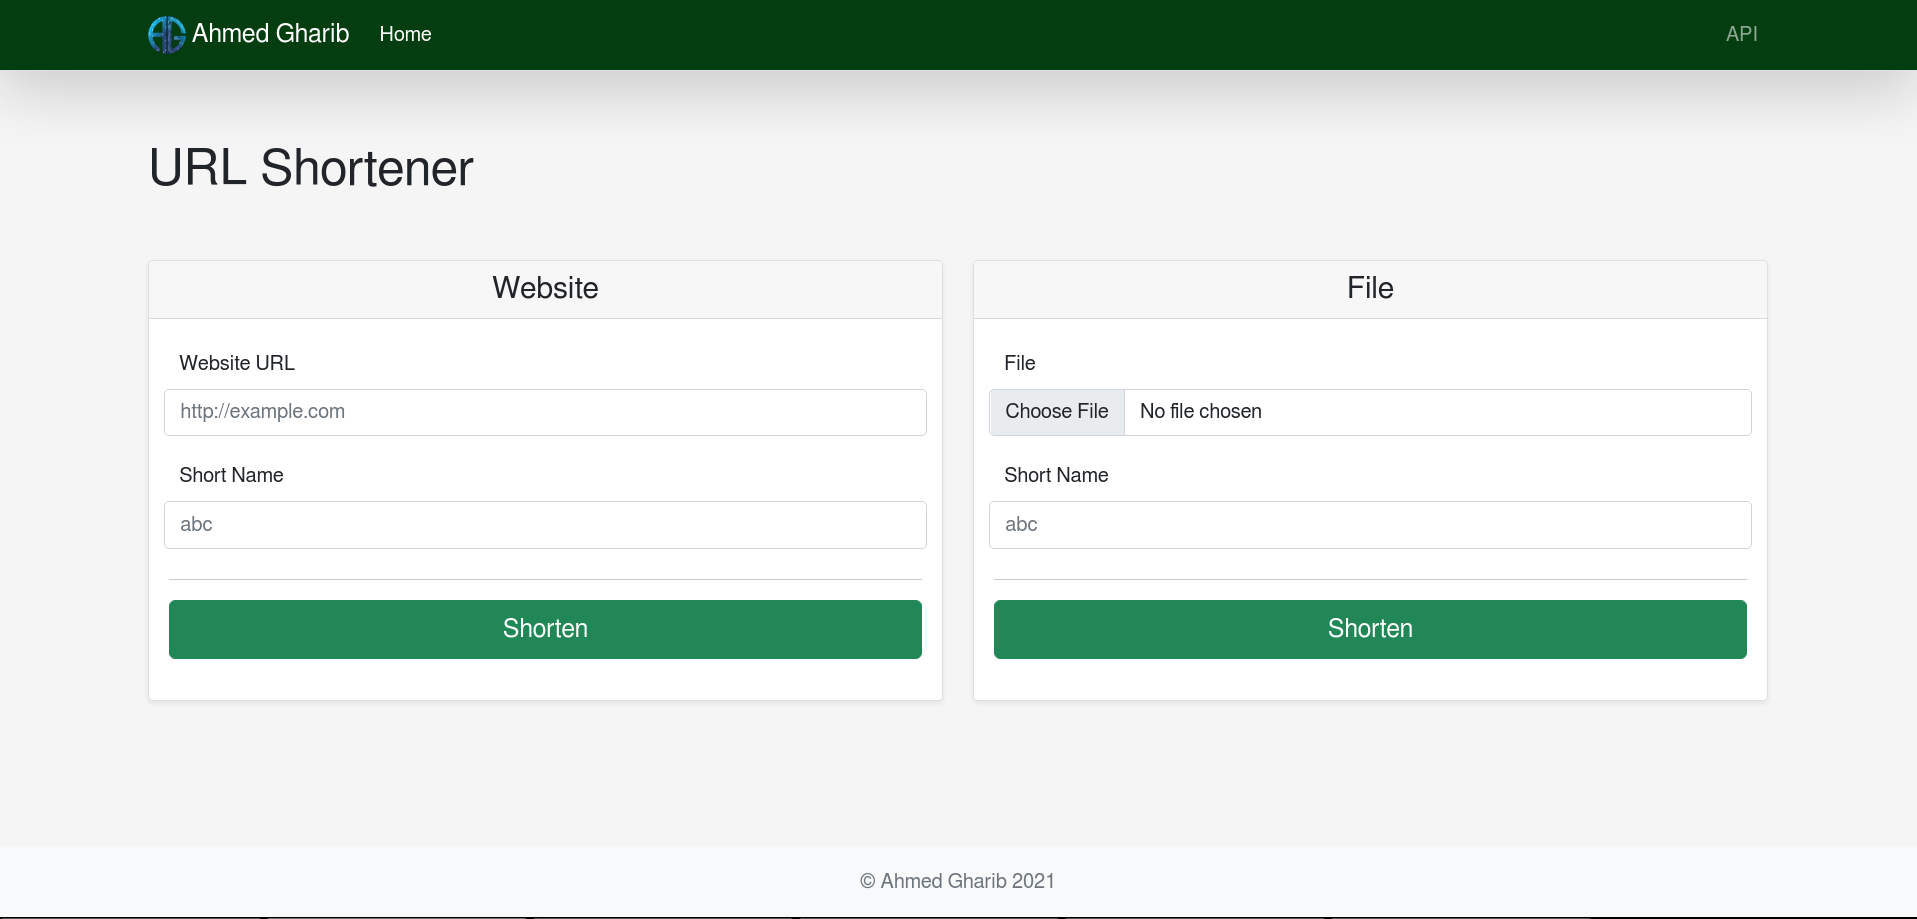 Ahmed Gharib Home API
URL Shortener
Website
Website URL
http://example.com
Short Name
abc
Shorten
File
File
Choose File No file chosen
Short Name
abc
Shorten
© Ahmed Gharib 2021